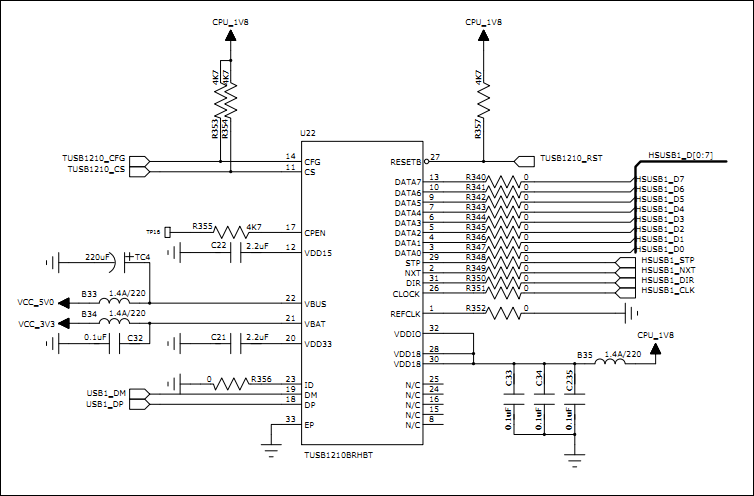 CPU_1V8
CPU_1V8
4K7
4K7
4K7
R353
R354
R357
U22
TUSB1210_CFG
14
CFG
RESETB
27
TUSB1210_RST
HSUSB1_D[0:7]
TUSB1210_CS
11
CS
DATA7
13
R340
0
HSUSB1_D7
DATA6
10
R341
0
HSUSB1_D6
DATA5
9
R342
0
HSUSB1_D5
DATA4
7
R343
0
HSUSB1_D4
DATA3
6
R344
0
HSUSB1_D3
TP16
R355
4K7
17
CPEN
DATA2
5
R345
0
HSUSB1_D2
DATA1
4
R346
0
HSUSB1_D1
C22
2.2uF
12
VDD15
DATA0
3
R347
0
HSUSB1_D0
220uF
+
TC4
STP
29
R348
0
HSUSB1_STP
NXT
2
R349
0
HSUSB1_NXT
DIR
31
R350
0
HSUSB1_DIR
CLOCK
26
R351
0
HSUSB1_CLK
VCC_5V0
B33
1.4A/220
22
VBUS
REFCLK
1
R352
0
VCC_3V3
B34
1.4A/220
21
VBAT
VDDIO
32
CPU_1V8
0.1uF
C32
C21
2.2uF
20
VDD33
VDD18
28
VDD18
30
B35
1.4A/220
0
R356
23
ID
N/C
25
C33
C34
C235
USB1_DM
19
DM
N/C
24
USB1_DP
18
DP
N/C
16
N/C
15
33
EP
N/C
8
0.1uF
0.1uF
0.1uF
TUSB1210BRHBT